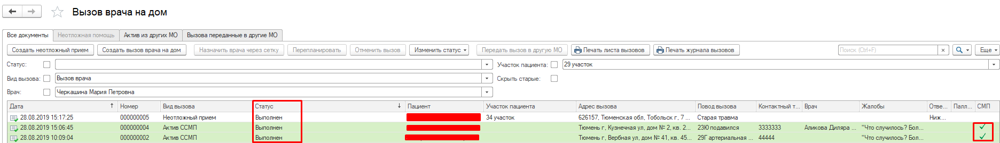 Вызов врача на дом
Все документы Неотложная помощь Актив из других МО Вызова переданные в другие МО
Создать неотложный прием Создать вызов врача на дом Назначить врача через сетку Перепланировать Отменить вызов Изменить статус Передать вызов в другую МО Печать листа вызовов Печать журнала вызовов Поиск (Ctrl+F) × Еще
Статус: Участок пациента: 29 участок
Вид вызова: Вызов врача Скрыть старые:
Врач: Черкашина Мария Петровна
Дата Номер Вид вызова Статус Пациент Участок пациента Адрес вызова Повод вызова Контактный т... Врач Жалобы Отве... Палл... СМП
28.08.2019 15:17:25 000000005 Неотложный прием Выполнен 34 участок 626157, Тюменская обл, Тобольск г, 7 ... Старая травма Ниж...
28.08.2019 15:06:45 000000004 Актив ССМП Выполнен Тюмень г, Кузнечная ул, дом № 2, кв. 2... 23Ю подавился 3333333 Аликова Диляра ... "Что случилось? Бол...
28.08.2019 10:09:04 000000002 Актив ССМП Выполнен Тюмень г, Вербная ул, дом № 41, кв. 45... 29Г артериальная ... 44444 "Что случилось? Бол...